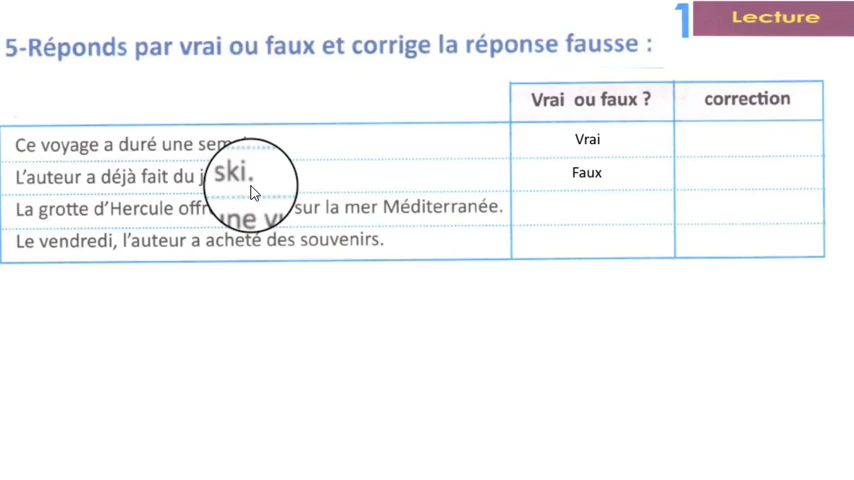 1 Lecture
5-Réponds par vrai ou faux et corrige la réponse fausse :
Vrai ou faux ? correction
Ce voyage a duré une Vrai
L'auteur a déjà fait du ski. Faux
La grotte d'Hercule une sur la mer Méditerranée.
Le vendredi, l'auteur a acheté des souvenirs.